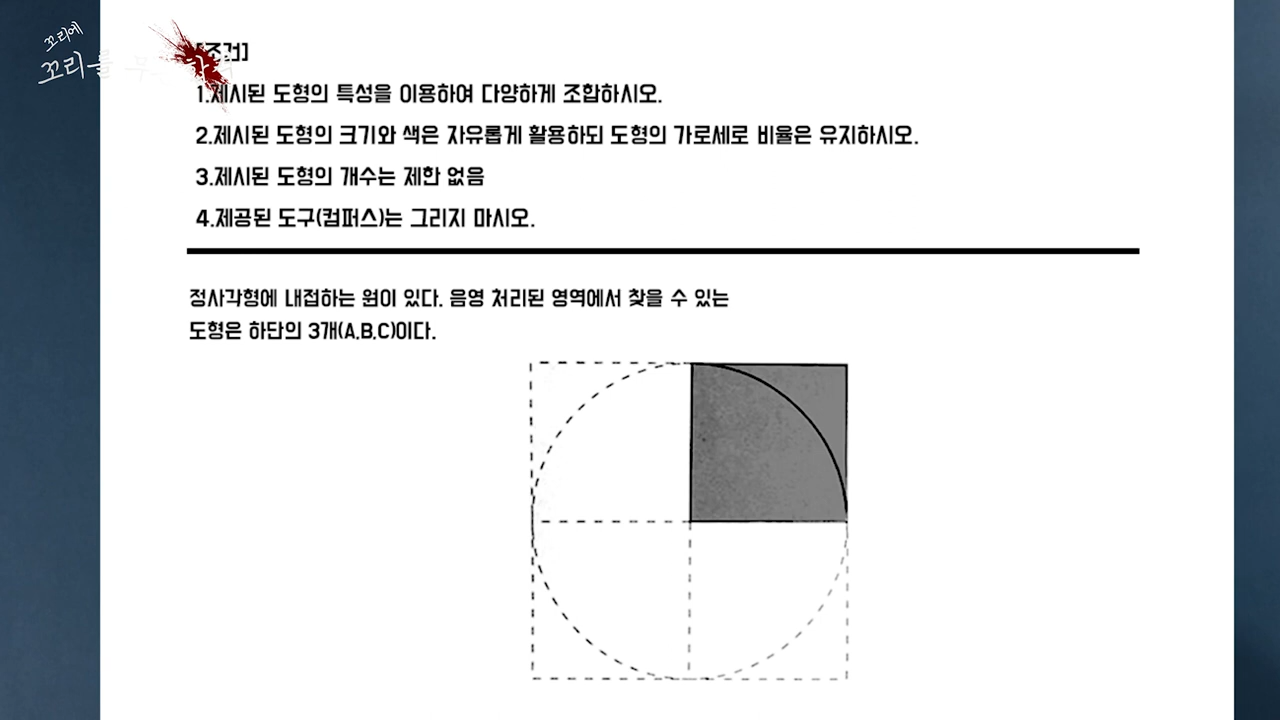 꼬리에
꼬리를
[조건]
1.제시된 도형의 특성을 이용하여 다양하게 조합하시오.
2.제시된 도형의 크기와 색은 자유롭게 활용하되 도형의 가로세로 비율은 유지하시오.
3.제시된 도형의 개수는 제한 없음
4.제공된 도구(컴퍼스)는 그리지 마시오.
정사각형에 내접하는 원이 있다. 음영 처리된 영역에서 찾을 수 있는
도형은 하단의 3개(A,B,C)이다.